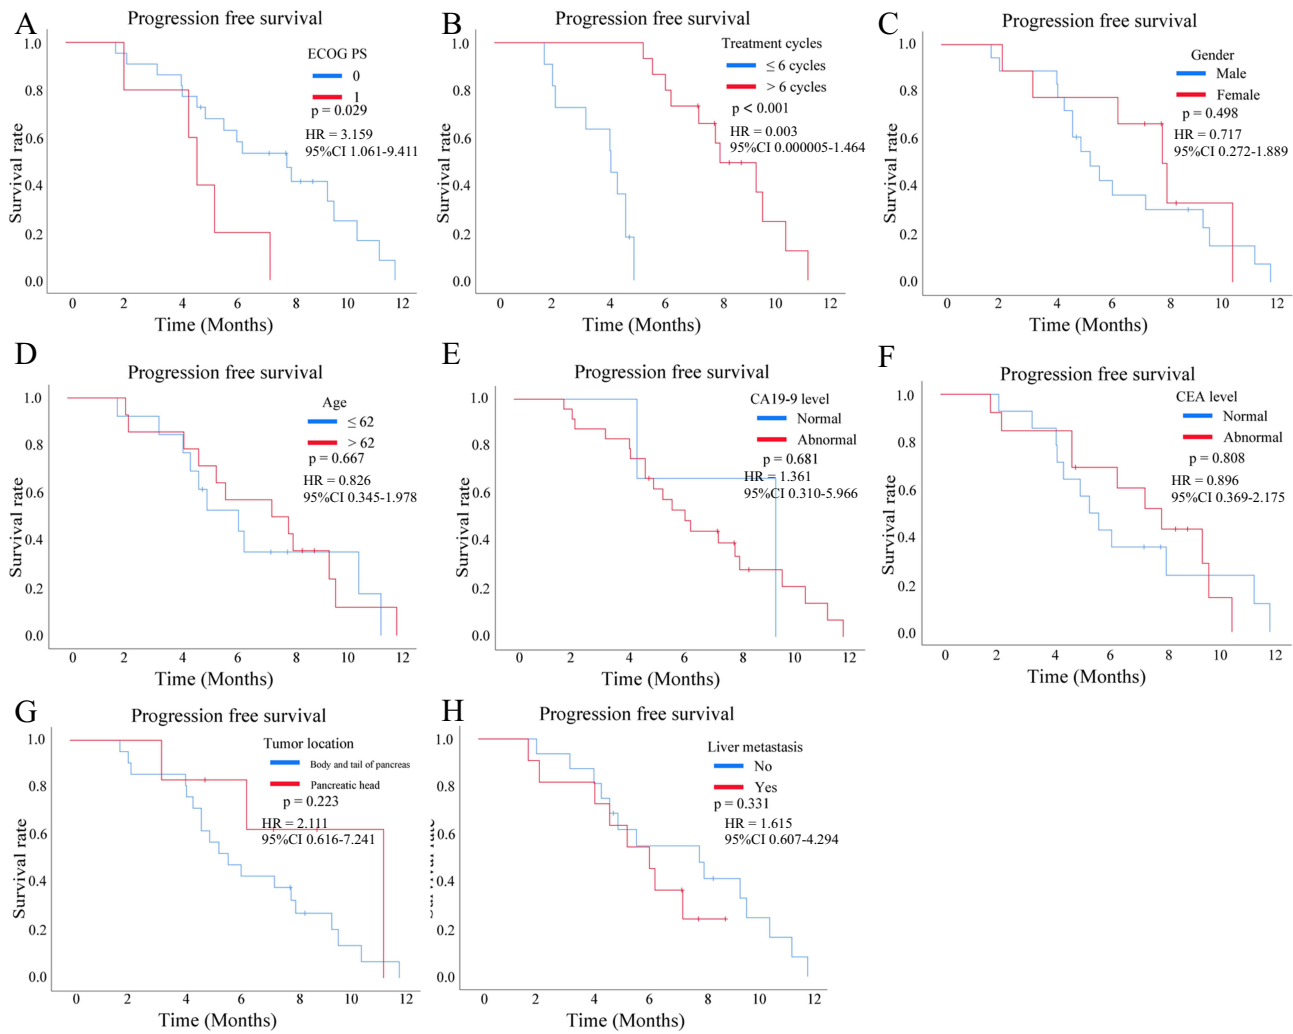 A
Progression free survival
ECOG PS
0
1
p = 0.029
HR = 3.159
95%CI 1.061-9.411
Survival rate
1.0
0.8
0.6
0.4
0.2
0.0
0 2 4 6 8 10 12
Time (Months)
B
Progression free survival
Treatment cycles
≤ 6 cycles
> 6 cycles
p < 0.001
HR = 0.003
95%CI 0.000005-1.464
Survival rate
1.0
0.8
0.6
0.4
0.2
0.0
0 2 4 6 8 10 12
Time (Months)
C
Progression free survival
Gender
Male
Female
p = 0.498
HR = 0.717
95%CI 0.272-1.889
Survival rate
1.0
0.8
0.6
0.4
0.2
0.0
0 2 4 6 8 10 12
Time (Months)
D
Progression free survival
Age
≤ 62
> 62
p = 0.667
HR = 0.826
95%CI 0.345-1.978
Survival rate
1.0
0.8
0.6
0.4
0.2
0.0
0 2 4 6 8 10 12
Time (Months)
E
Progression free survival
CA19-9 level
Normal
Abnormal
p = 0.681
HR = 1.361
95%CI 0.310-5.966
Survival rate
1.0
0.8
0.6
0.4
0.2
0.0
0 2 4 6 8 10 12
Time (Months)
F
Progression free survival
CEA level
Normal
Abnormal
p = 0.808
HR = 0.896
95%CI 0.369-2.175
Survival rate
1.0
0.8
0.6
0.4
0.2
0.0
0 2 4 6 8 10 12
Time (Months)
G
Progression free survival
Tumor location
Body and tail of pancreas
Pancreatic head
p = 0.223
HR = 2.111
95%CI 0.616-7.241
Survival rate
1.0
0.8
0.6
0.4
0.2
0.0
0 2 4 6 8 10 12
Time (Months)
H
Progression free survival
Liver metastasis
No
Yes
p = 0.331
HR = 1.615
95%CI 0.607-4.294
Survival rate
1.0
0.8
0.6
0.4
0.2
0.0
0 2 4 6 8 10 12
Time (Months)